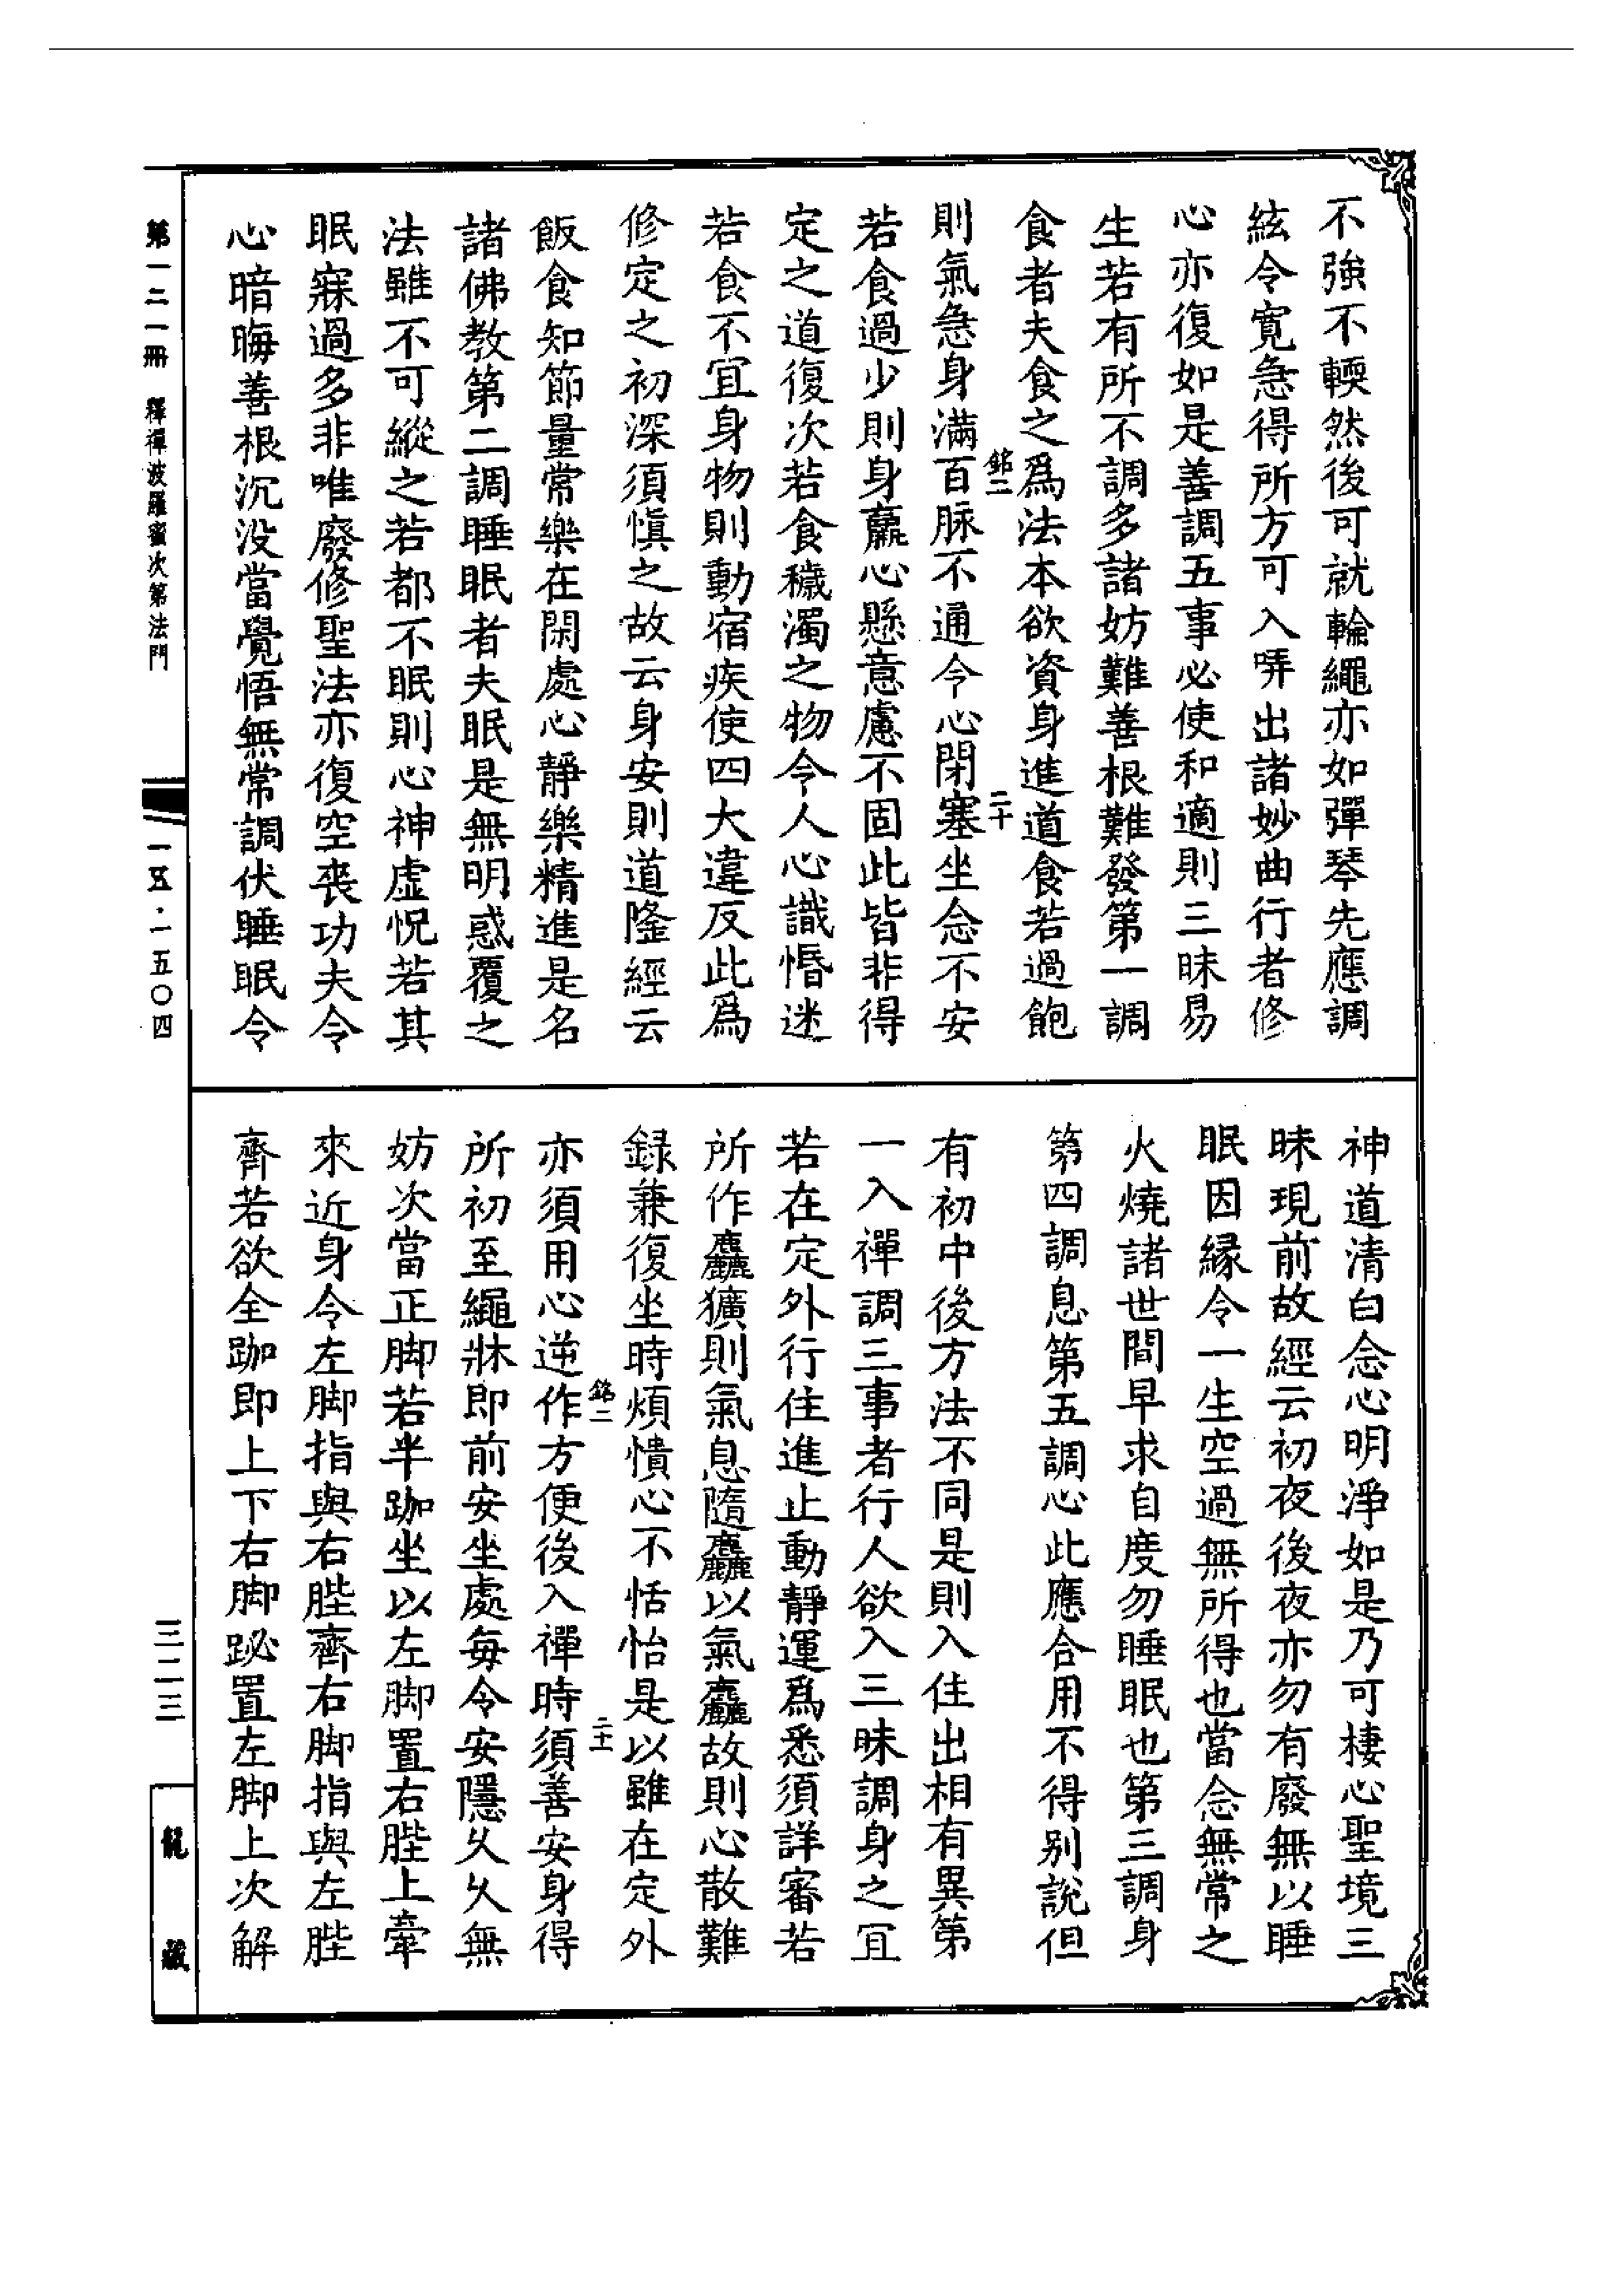 不強不輭然後可就輪繩亦如彈琴先應調
絃令寬急得所方可入哢出諸妙曲行者修
心亦復如是善調五事必使和適則三昧易
生若有所不調多諸妨難善根難發第一調
食者夫食之爲法本欲資身進道食若過飽
銘二
二十
則氣急身滿百脉不通令心閉塞坐念不安
若食過少則身羸心懸意慮不固此皆非得
定之道復次若食穢濁之物令人心識惛迷
若食不宜身物則動宿疾使四大違反此爲
修定之初深須慎之故云身安則道隆經云
飯食知節量常樂在閑處心靜樂精進是名
諸佛教第二調睡眠者夫眠是無明惑覆之
法雖不可縱之若都不眠則心神虛怳若其
眠寐過多非唯廢修聖法亦復空喪功夫令
心暗晦善根沉没當覺悟無常調伏睡眠令
神道清白念心明淨如是乃可棲心聖境三
昧現前故經云初夜後夜亦勿有廢無以睡
眠因緣令一生空過無所得也當念無常之
火燒諸世間早求自度勿睡眠也第三調身
第四調息第五調心此應合用不得别說但
有初中後方法不同是則入住出相有異第
一入禪調三事者行人欲入三昧調身之冝
若在定外行住進止動靜運爲悉須詳審若
所作麤獷則氣息隨麤以氣麤故則心散難
録兼復坐時煩憒心不恬怡是以雖在定外
銘二
二十一
亦須用心逆作方便後入禪時須善安身得
所初至繩牀即前安坐處每令安隱乆乆無
妨次當正脚若半跏坐以左脚置右䏶上牽
來近身令左脚指與右䏶齊右脚指與左䏶
齊若欲全跏即上下右脚跏置左脚上次解
第一二一冊　釋禪波羅蜜次第法門
一五·一五〇四
三二三
龍藏